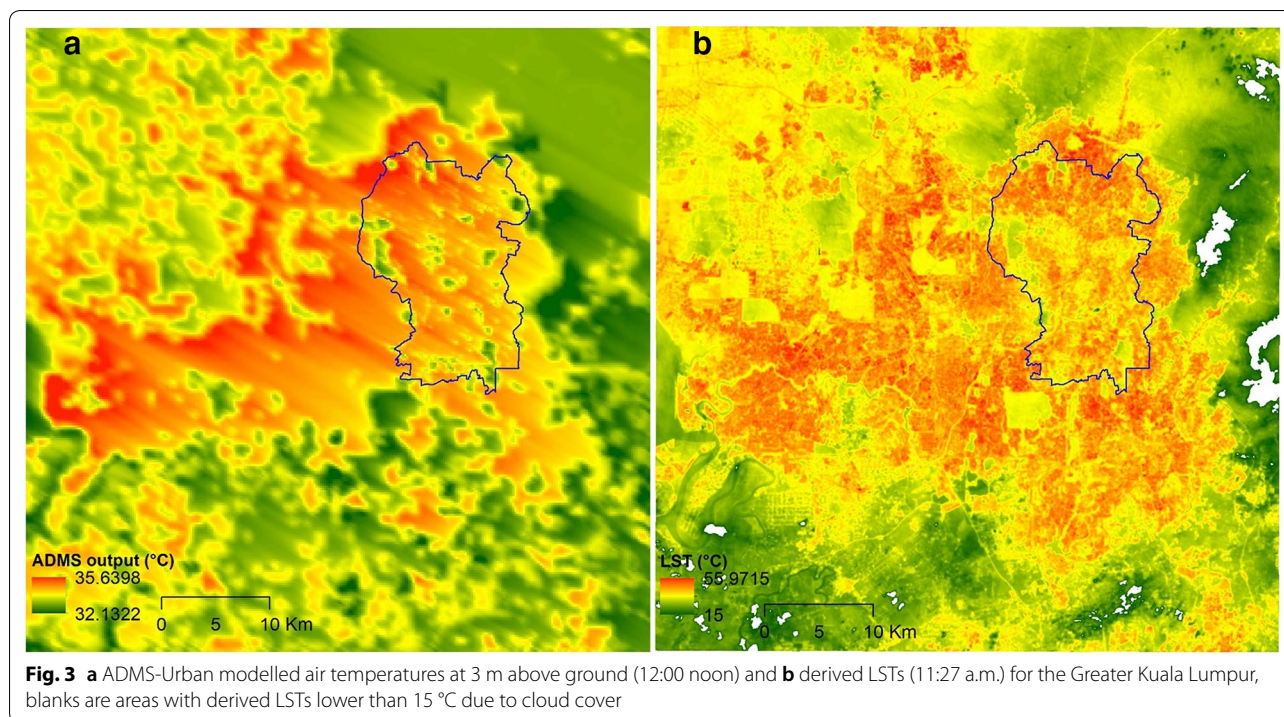 a
b
ADMS output (°C)
35.6398
32.1322
0 5 10 Km
LST (°C)
55.9715
15
0 5 10 Km
Fig. 3 a ADMS-Urban modelled air temperatures at 3 m above ground (12:00 noon) and b derived LSTs (11:27 a.m.) for the Greater Kuala Lumpur,
blanks are areas with derived LSTs lower than 15 °C due to cloud cover